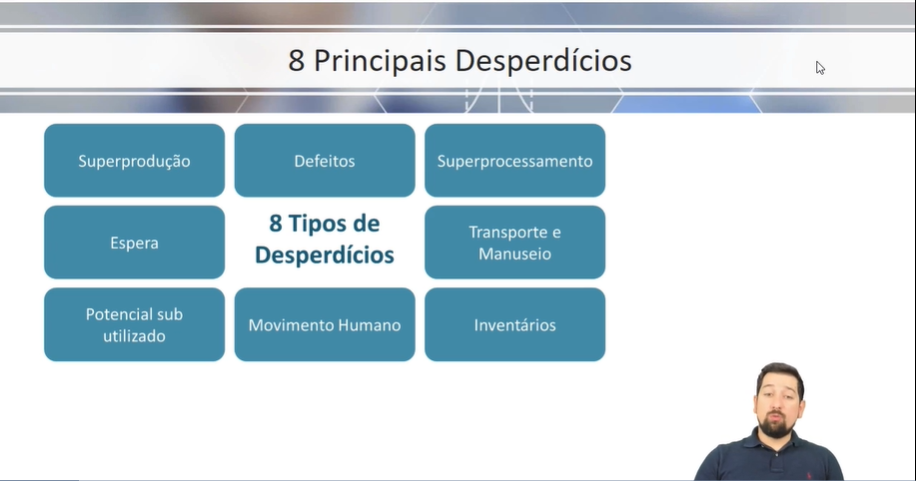 8 Principais Desperdícios
Superprodução
Defeitos
Superprocessamento
Espera
8 Tipos de
Desperdícios
Transporte e
Manuseio
Potencial sub
utilizado
Movimento Humano
Inventários